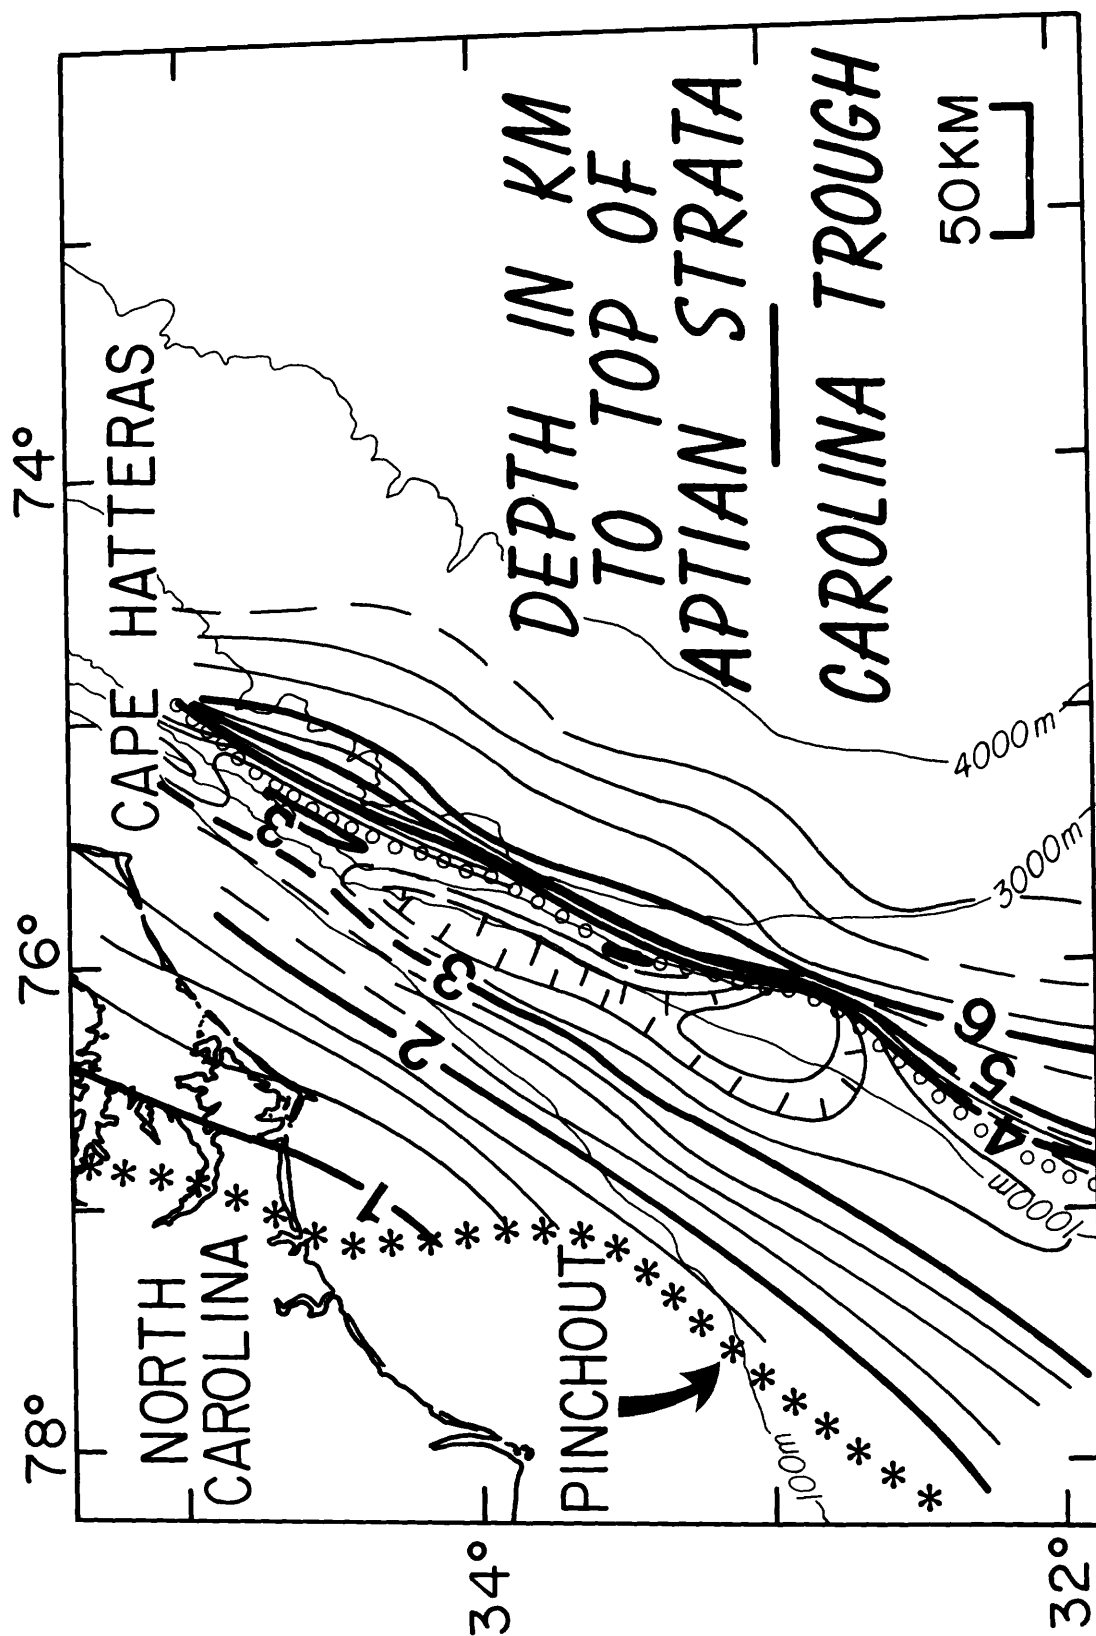 78°
76°
74°
CAPE HATTERAS
NORTH
CAROLINA
DEPTH IN KM
TO TOP OF
APTIAN STRATA
CAROLINA TROUGH
50KM
PINCHOUT
1
2
3
3
4
5
6
100m
1000m
3000m
4000m
34°
32°